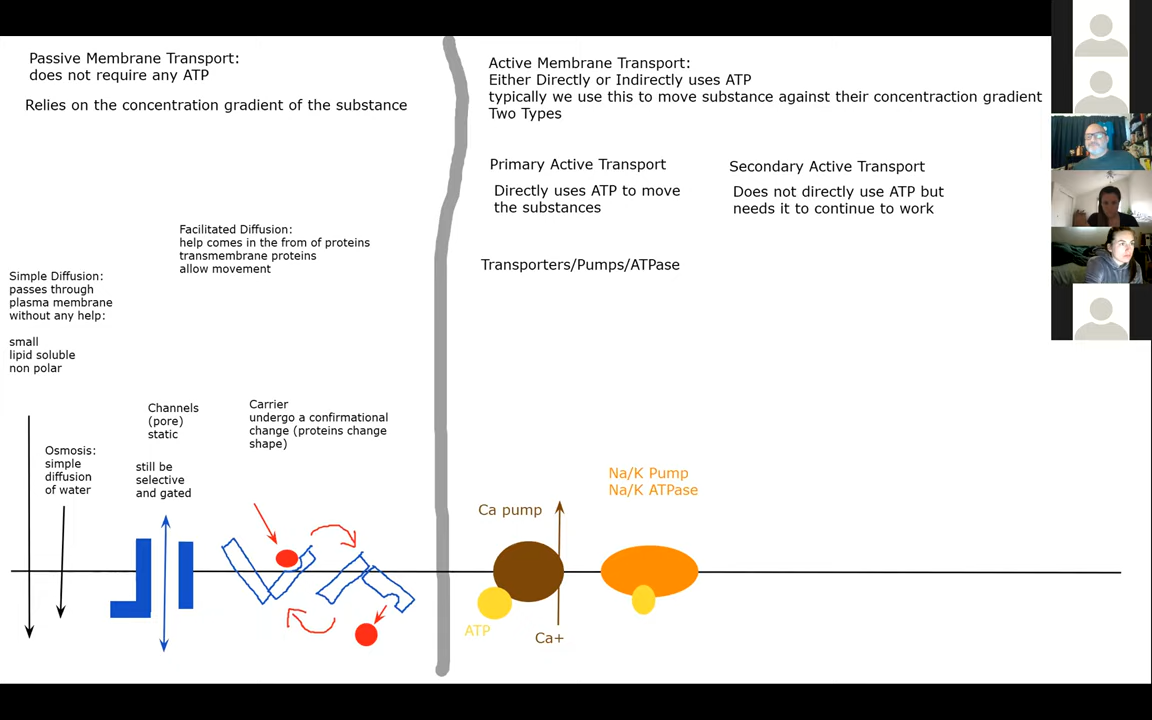 Passive Membrane Transport:
does not require any ATP
Relies on the concentration gradient of the substance
Facilitated Diffusion:
help comes in the from of proteins
transmembrane proteins
allow movement
Simple Diffusion:
passes through
plasma membrane
without any help:
small
lipid soluble
non polar
Osmosis:
simple
diffusion
of water
Channels
(pore)
static
still be
selective
and gated
Carrier
undergo a confirmational
change (proteins change
shape)
Active Membrane Transport:
Either Directly or Indirectly uses ATP
typically we use this to move substance against their concentraction gradient
Two Types
Primary Active Transport
Directly uses ATP to move
the substances
Secondary Active Transport
Does not directly use ATP but
needs it to continue to work
Transporters/Pumps/ATPase
Ca pump
ATP
Ca+
Na/K Pump
Na/K ATPase